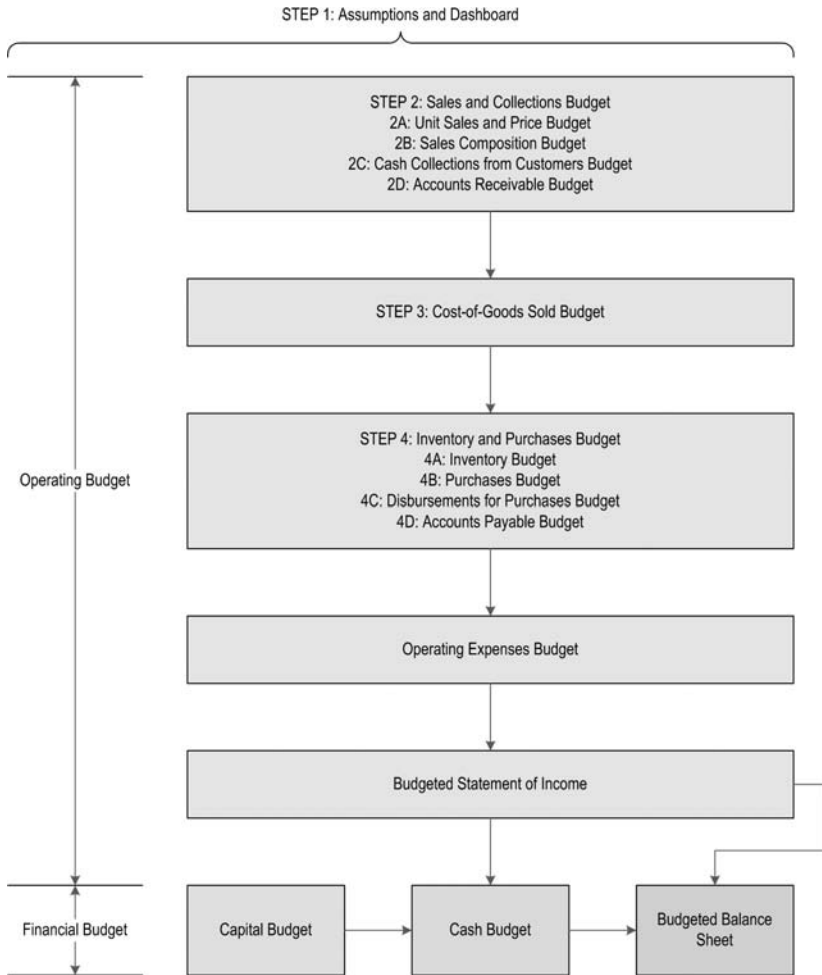 STEP 1: Assumptions and Dashboard
STEP 2: Sales and Collections Budget
2A: Unit Sales and Price Budget
2B: Sales Composition Budget
2C: Cash Collections from Customers Budget
2D: Accounts Receivable Budget
STEP 3: Cost-of-Goods Sold Budget
STEP 4: Inventory and Purchases Budget
4A: Inventory Budget
4B: Purchases Budget
4C: Disbursements for Purchases Budget
4D: Accounts Payable Budget
Operating Budget
Operating Expenses Budget
Budgeted Statement of Income
Financial Budget
Capital Budget
Cash Budget
Budgeted Balance
Sheet